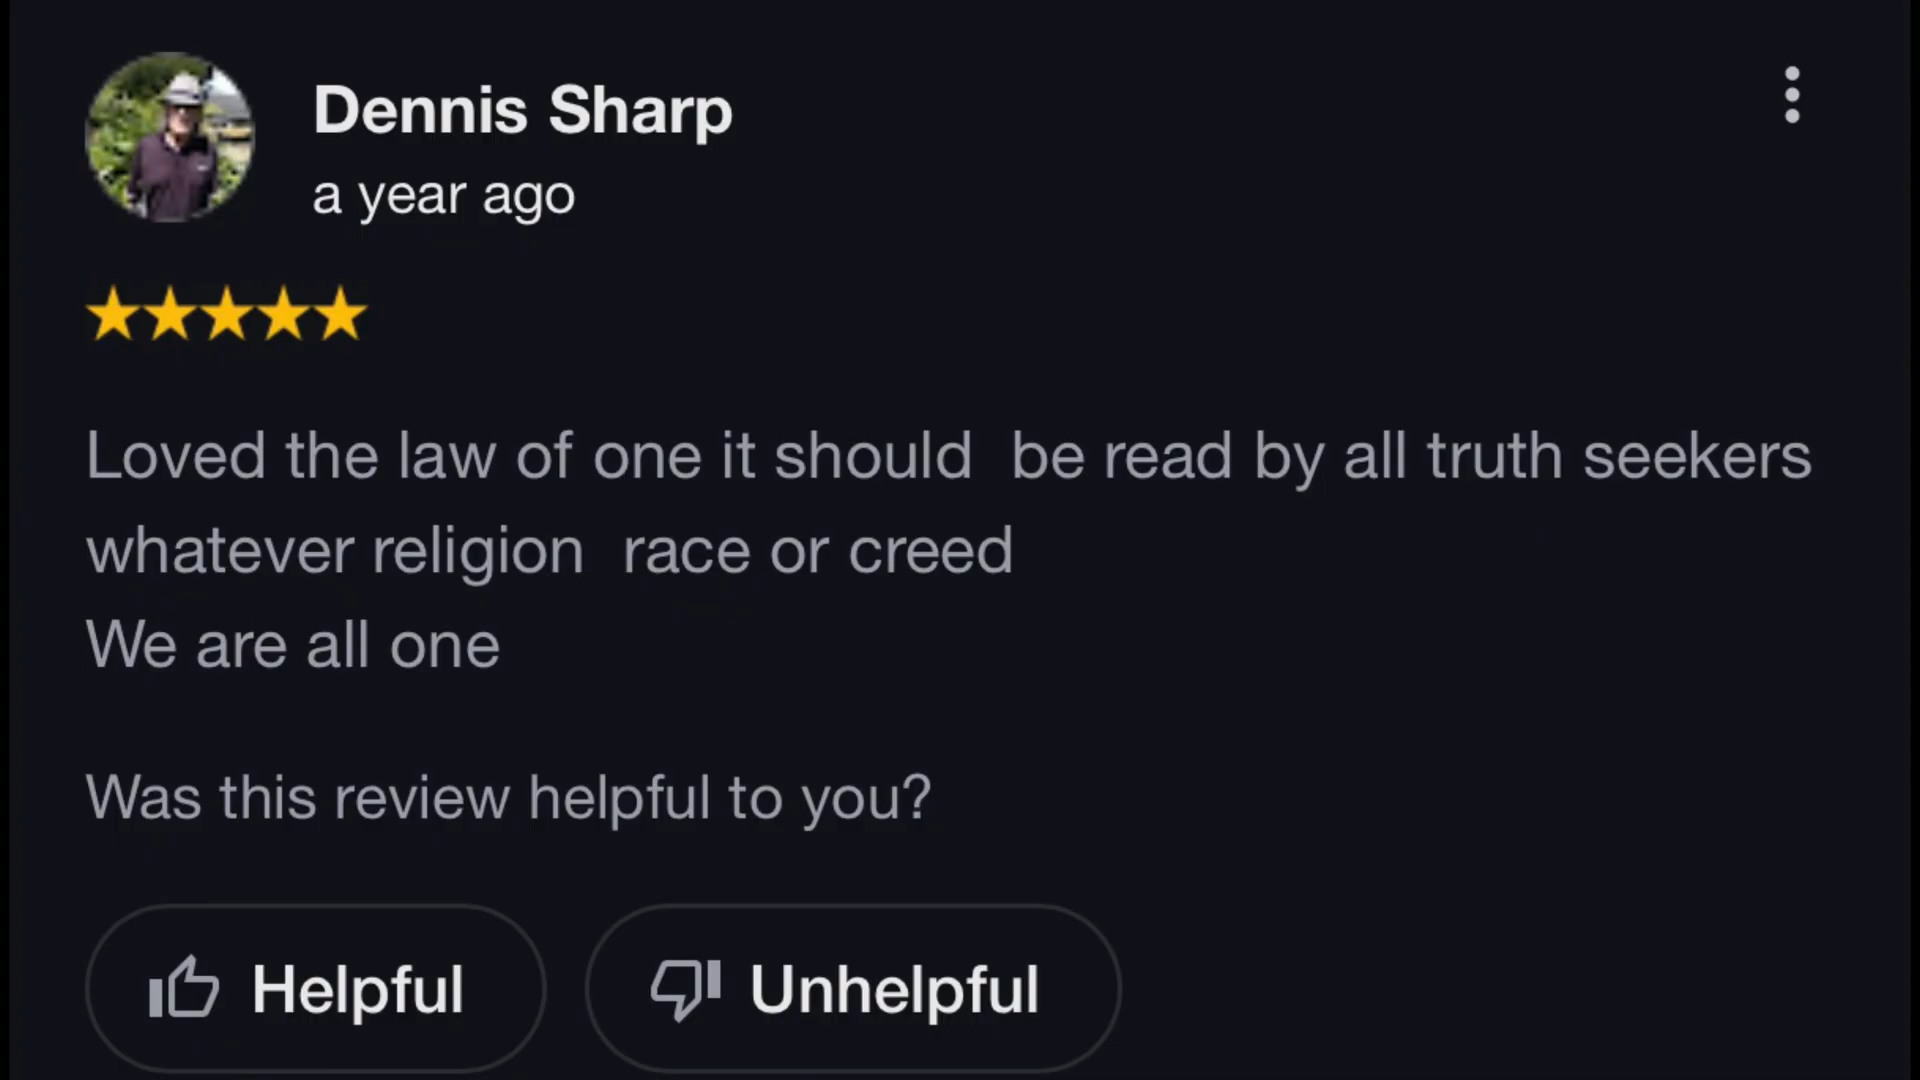 Dennis Sharp
a year ago
Loved the law of one it should  be read by all truth seekers
whatever religion  race or creed
We are all one
Was this review helpful to you?
Helpful
Unhelpful